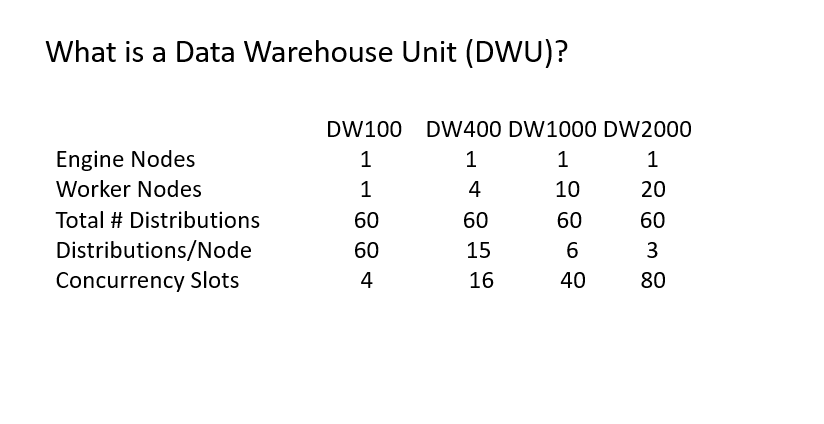 What is a Data Warehouse Unit (DWU)?
DW100 DW400 DW1000 DW2000
Engine Nodes 1 1 1 1
Worker Nodes 1 4 10 20
Total # Distributions 60 60 60 60
Distributions/Node 60 15 6 3
Concurrency Slots 4 16 40 80